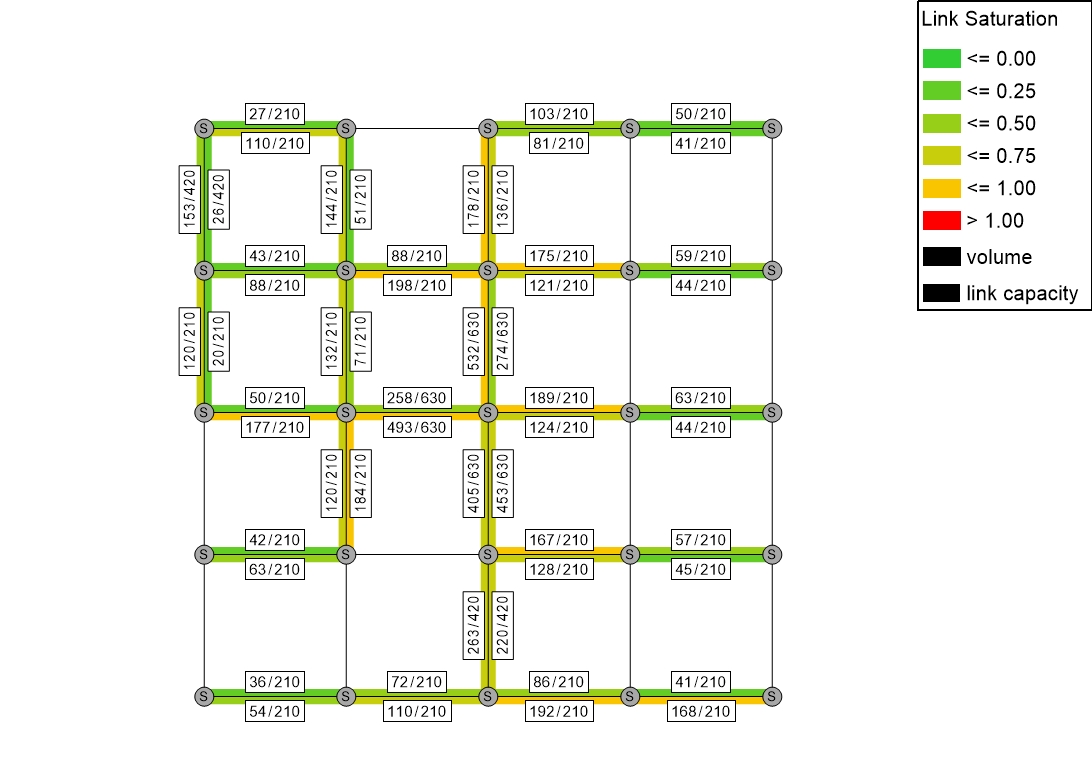 Link Saturation
<= 0.00
<= 0.25
<= 0.50
<= 0.75
<= 1.00
> 1.00
volume
link capacity
27/210
103/210
50/210
S
S
S
S
S
110/210
81/210
41/210
153/420
26/420
144/210
51/210
178/210
136/210
43/210
88/210
175/210
59/210
S
S
S
S
S
88/210
198/210
121/210
44/210
120/210
20/210
132/210
71/210
532/630
274/630
50/210
258/630
189/210
63/210
S
S
S
S
S
177/210
493/630
124/210
44/210
120/210
184/210
405/630
453/630
42/210
167/210
57/210
S
S
S
S
S
63/210
128/210
45/210
263/420
220/420
36/210
72/210
86/210
41/210
S
S
S
S
S
54/210
110/210
192/210
168/210